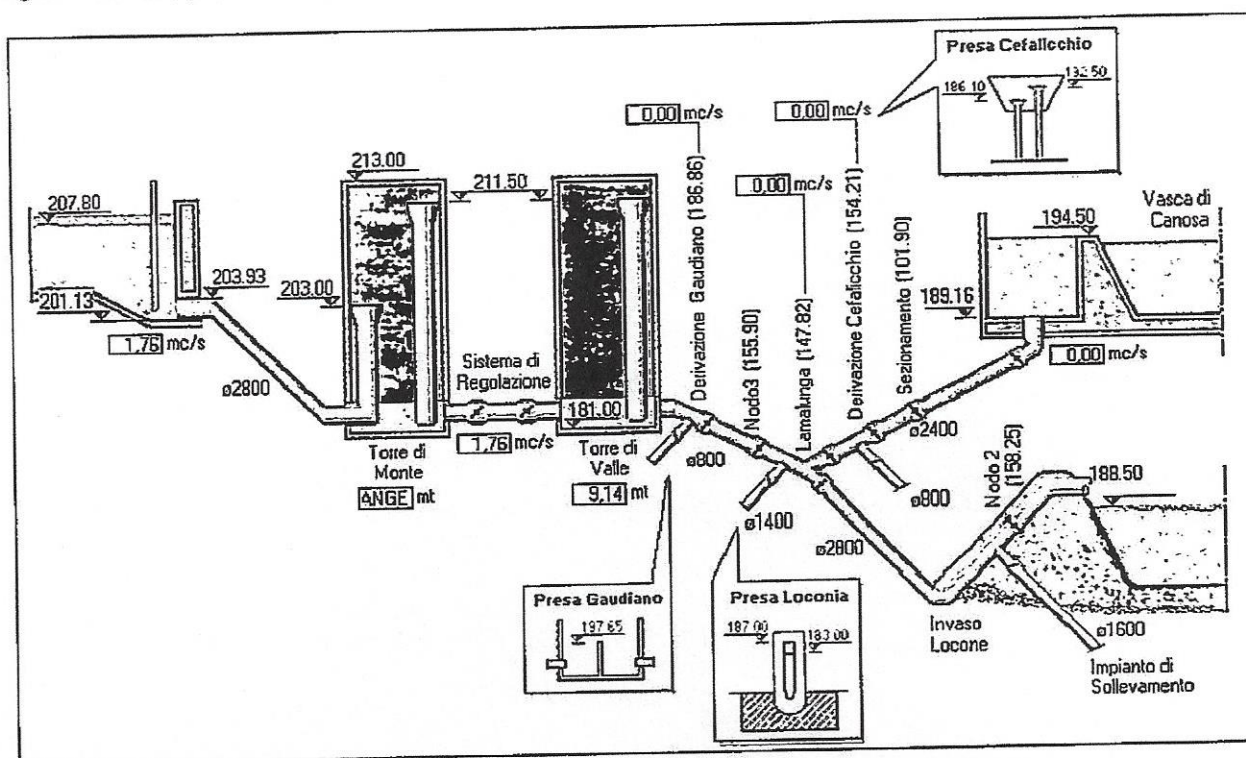 Presa Cefalicchio
186.10
192.50
0,00 mc/s
0,00 mc/s
0,00 mc/s
213.00
211.50
207.80
203.93
203.00
201.13
1,76 mc/s
ø2800
Sistema di
Regolazione
1,76 mc/s
181.00
Torre di
Monte
ANGE mt
Torre di
Valle
9,14 mt
Derivazione Gaudiano (186.86)
Nodo3 (155.90)
Lamalunga (147.82)
Derivazione Cefalicchio (154.21)
Sezionamento (101.90)
Vasca di
Canosa
194.50
189.16
0,00 mc/s
ø2400
ø800
ø800
ø1400
ø2800
Nodo 2
(158.25)
188.50
Presa Gaudiano
197.65
Presa Loconia
187.00
183.00
Invaso
Locone
ø1600
Impianto di
Sollevamento